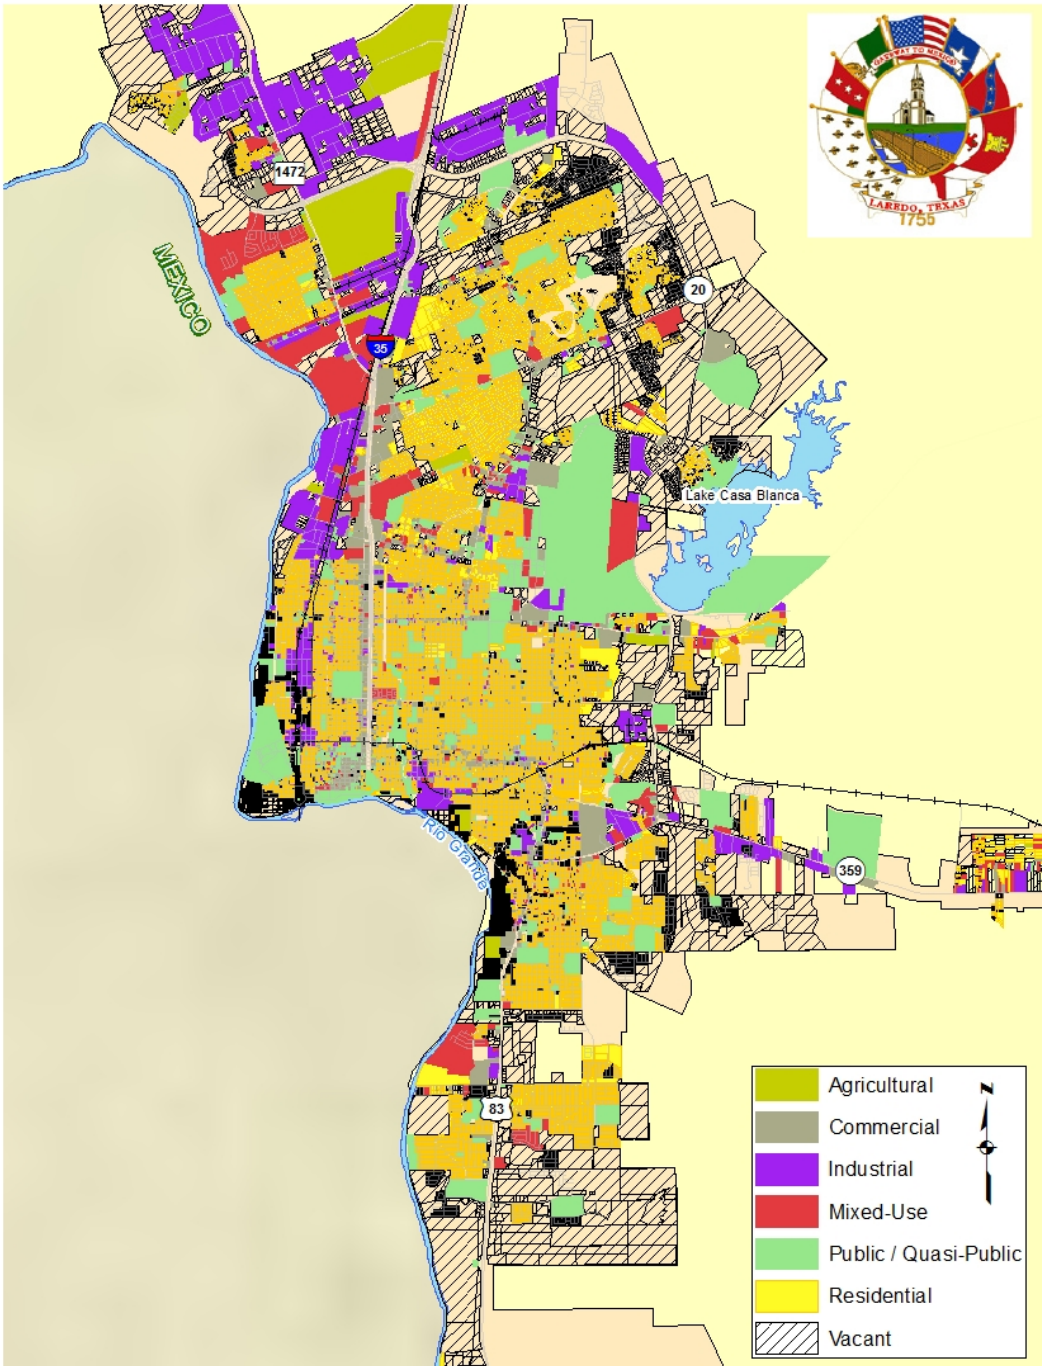 GATEWAY TO MEXICO
LAREDO, TEXAS
1755
1472
MEXICO
20
35
Lake Casa Blanca
Rio Grande
359
83
Agricultural
Commercial
Industrial
Mixed-Use
Public / Quasi-Public
Residential
Vacant
N